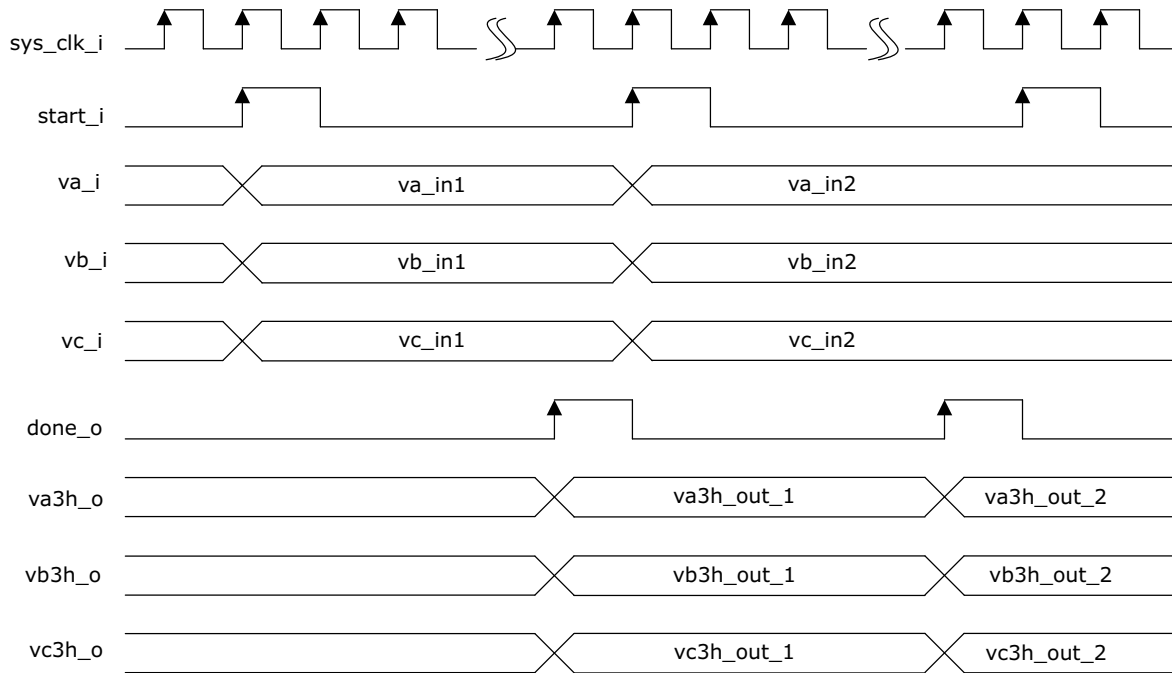 sys_clk_i
start_i
va_i va_in1 va_in2
vb_i vb_in1 vb_in2
vc_i vc_in1 vc_in2
done_o
va3h_o va3h_out_1 va3h_out_2
vb3h_o vb3h_out_1 vb3h_out_2
vc3h_o vc3h_out_1 vc3h_out_2